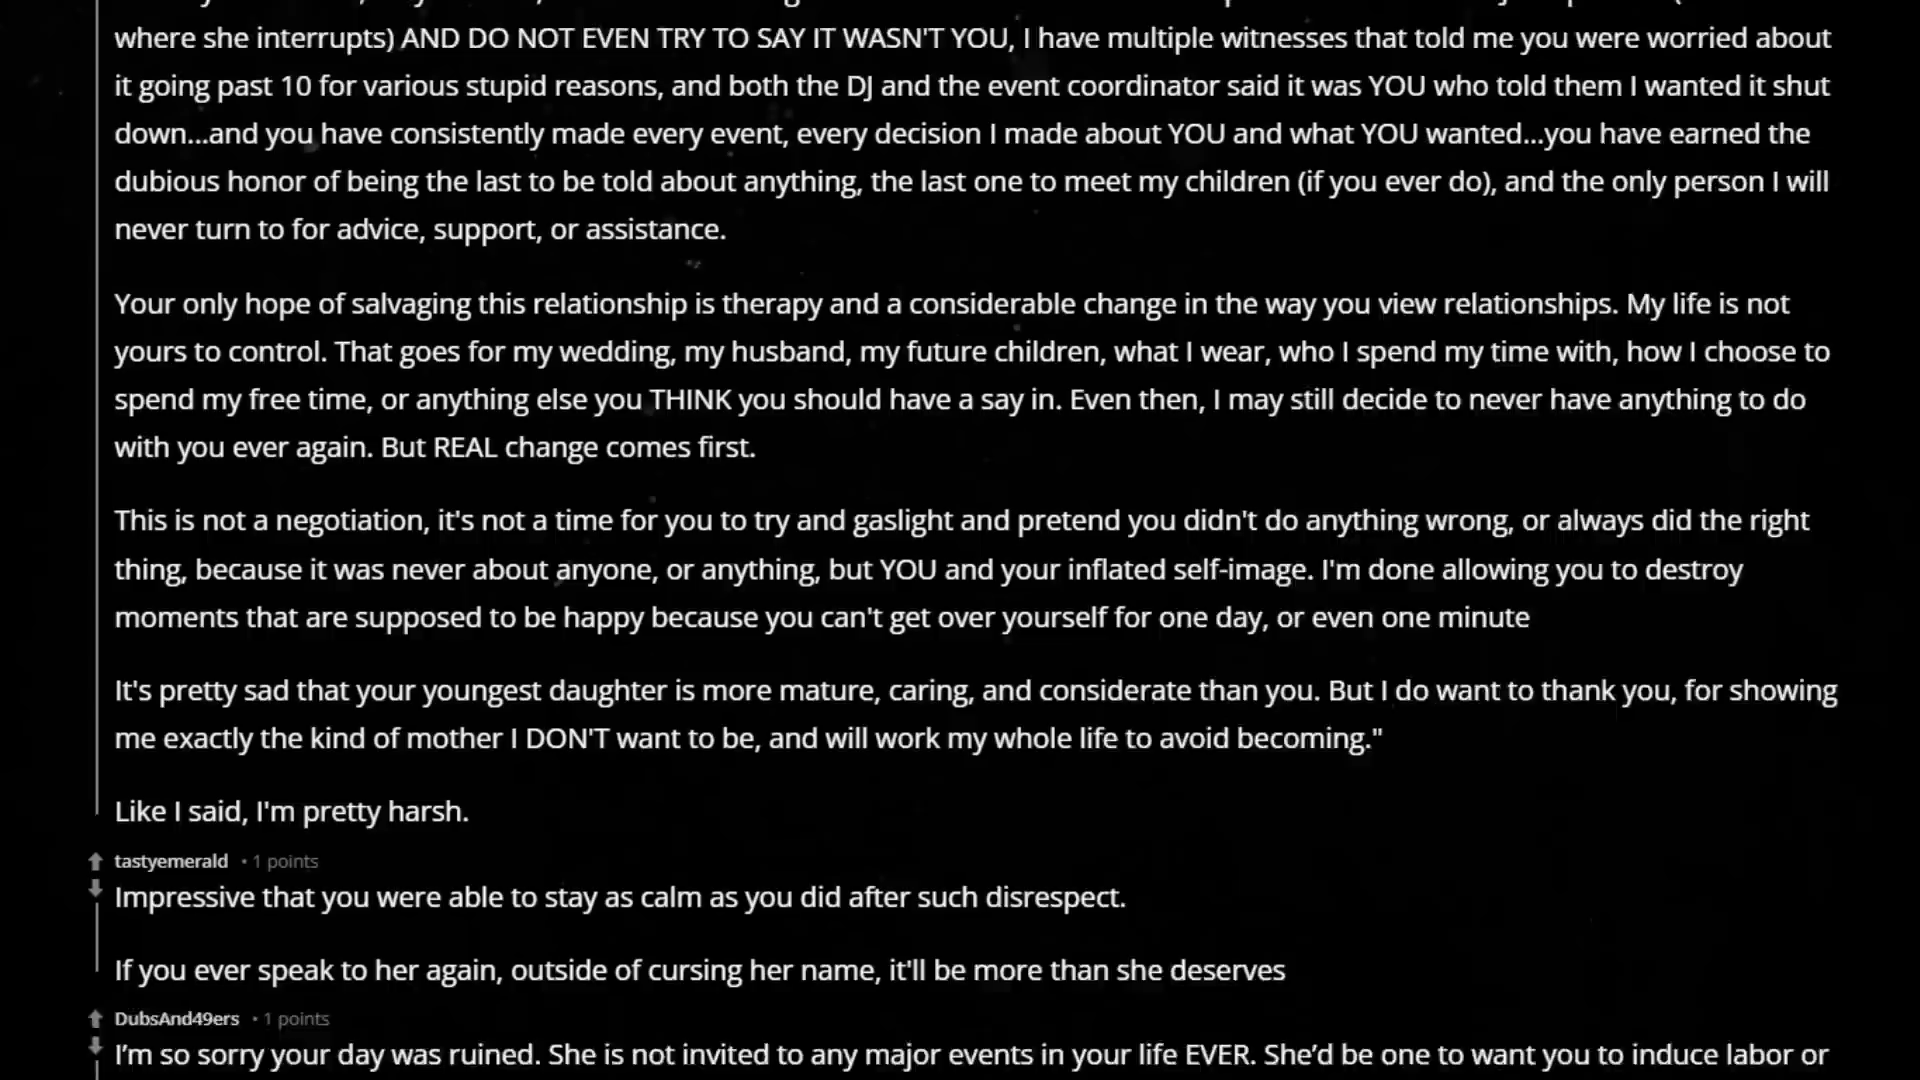 where she interrupts) AND DO NOT EVEN TRY TO SAY IT WASN'T YOU, I have multiple witnesses that told me you were worried about
it going past 10 for various stupid reasons, and both the DJ and the event coordinator said it was YOU who told them I wanted it shut
down...and you have consistently made every event, every decision I made about YOU and what YOU wanted...you have earned the
dubious honor of being the last to be told about anything, the last one to meet my children (if you ever do), and the only person I will
never turn to for advice, support, or assistance.
Your only hope of salvaging this relationship is therapy and a considerable change in the way you view relationships. My life is not
yours to control. That goes for my wedding, my husband, my future children, what I wear, who I spend my time with, how I choose to
spend my free time, or anything else you THINK you should have a say in. Even then, I may still decide to never have anything to do
with you ever again. But REAL change comes first.
This is not a negotiation, it's not a time for you to try and gaslight and pretend you didn't do anything wrong, or always did the right
thing, because it was never about anyone, or anything, but YOU and your inflated self-image. I'm done allowing you to destroy
moments that are supposed to be happy because you can't get over yourself for one day, or even one minute
It's pretty sad that your youngest daughter is more mature, caring, and considerate than you. But I do want to thank you, for showing
me exactly the kind of mother I DON'T want to be, and will work my whole life to avoid becoming."
Like I said, I'm pretty harsh.
tastyemerald • 1 points
Impressive that you were able to stay as calm as you did after such disrespect.
If you ever speak to her again, outside of cursing her name, it'll be more than she deserves
DubsAnd49ers • 1 points
I’m so sorry your day was ruined. She is not invited to any major events in your life EVER. She’d be one to want you to induce labor or